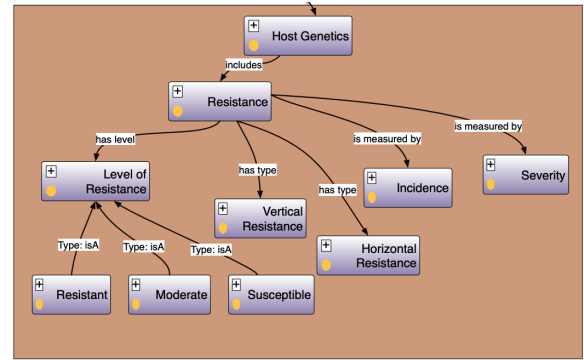 Host Genetics
includes
Resistance
has level
is measured by
is measured by
has type
has type
Level of
Resistance
Vertical
Resistance
Incidence
Severity
Horizontal
Resistance
Type: isA
Type: isA
Type: isA
Resistant
Moderate
Susceptible